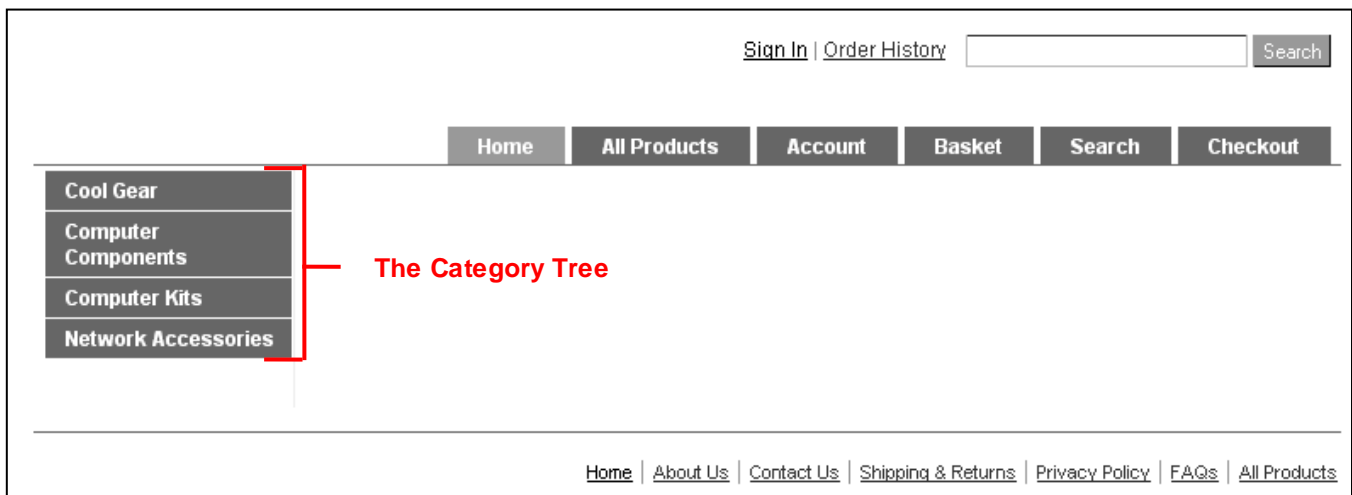 Sign In | Order History Search
Home All Products Account Basket Search Checkout
Cool Gear
Computer
Components
Computer Kits
Network Accessories
The Category Tree
Home | About Us | Contact Us | Shipping & Returns | Privacy Policy | FAQs | All Products